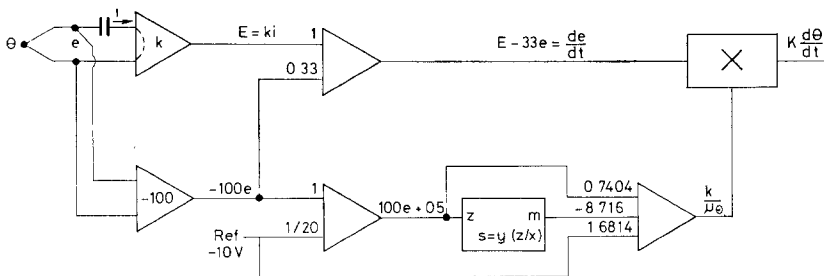 i
θ
e
k
E = ki
1
0 33
E − 33e = de/dt
×
K dθ/dt
-100
-100e
1
1/20
Ref
-10V
100e + 05
z m
s=y (z/x)
0 7404
-8 716
1 6814
k/μθ